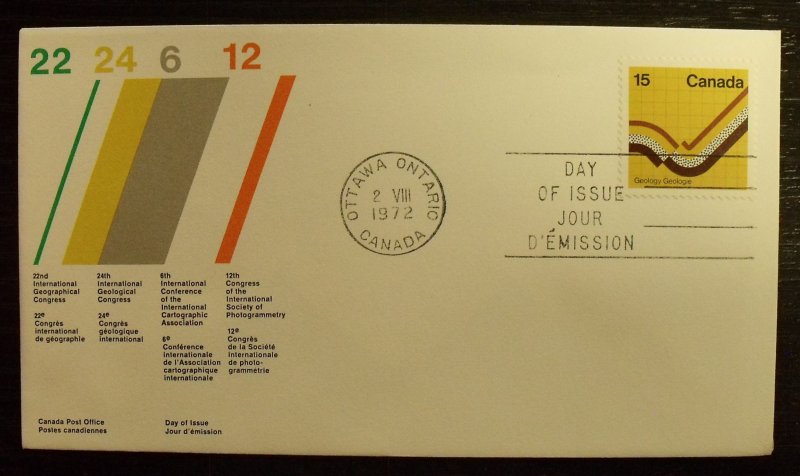 22 24 6 12
22nd
International
Geographical
Congress
22e
Congrès
international
de géographie
24th
International
Geological
Congress
24e
Congrès
géologique
international
6th
International
Conference
of the
International
Cartographic
Association
6e
Conférence
internationale
de l'Association
cartographique
internationale
12th
Congress
of the
International
Society of
Photogrammetry
12e
Congrès
de la Société
internationale
de photo-
grammétrie
Canada Post Office
Postes canadiennes
Day of Issue
Jour d'émission
OTTAWA ONTARIO
2 VIII
1972
CANADA
DAY
OF ISSUE
JOUR
D'ÉMISSION
15 Canada
Geology Géologie